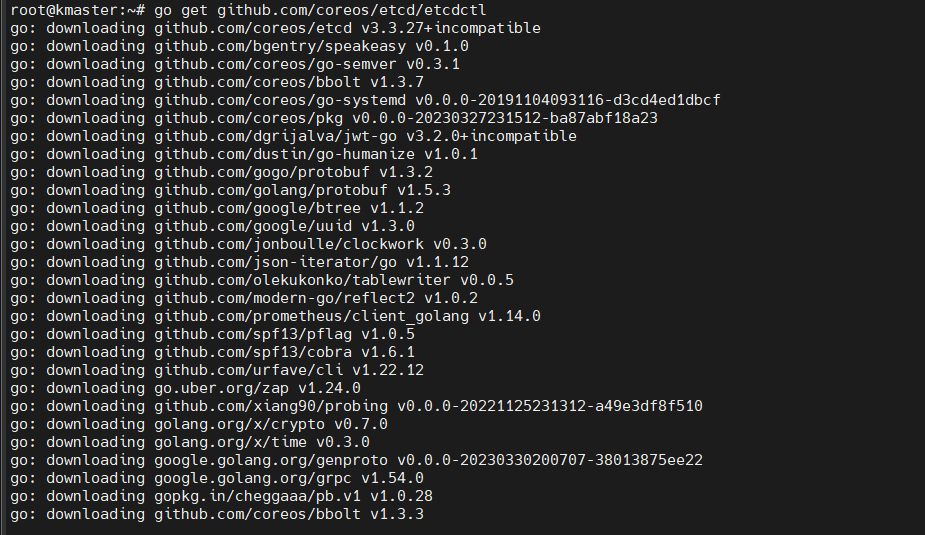 root@kmaster:~# go get github.com/coreos/etcd/etcdctl
go: downloading github.com/coreos/etcd v3.3.27+incompatible
go: downloading github.com/bgentry/speakeasy v0.1.0
go: downloading github.com/coreos/go-semver v0.3.1
go: downloading github.com/coreos/bbolt v1.3.7
go: downloading github.com/coreos/go-systemd v0.0.0-20191104093116-d3cd4ed1dbcf
go: downloading github.com/coreos/pkg v0.0.0-20230327231512-ba87abf18a23
go: downloading github.com/dgrijalva/jwt-go v3.2.0+incompatible
go: downloading github.com/dustin/go-humanize v1.0.1
go: downloading github.com/gogo/protobuf v1.3.2
go: downloading github.com/golang/protobuf v1.5.3
go: downloading github.com/google/btree v1.1.2
go: downloading github.com/google/uuid v1.3.0
go: downloading github.com/jonboulle/clockwork v0.3.0
go: downloading github.com/json-iterator/go v1.1.12
go: downloading github.com/olekukonko/tablewriter v0.0.5
go: downloading github.com/modern-go/reflect2 v1.0.2
go: downloading github.com/prometheus/client_golang v1.14.0
go: downloading github.com/spf13/pflag v1.0.5
go: downloading github.com/spf13/cobra v1.6.1
go: downloading github.com/urfave/cli v1.22.12
go: downloading go.uber.org/zap v1.24.0
go: downloading github.com/xiang90/probing v0.0.0-20221125231312-a49e3df8f510
go: downloading golang.org/x/crypto v0.7.0
go: downloading golang.org/x/time v0.3.0
go: downloading google.golang.org/genproto v0.0.0-20230330200707-38013875ee22
go: downloading google.golang.org/grpc v1.54.0
go: downloading gopkg.in/cheggaaa/pb.v1 v1.0.28
go: downloading github.com/coreos/bbolt v1.3.3